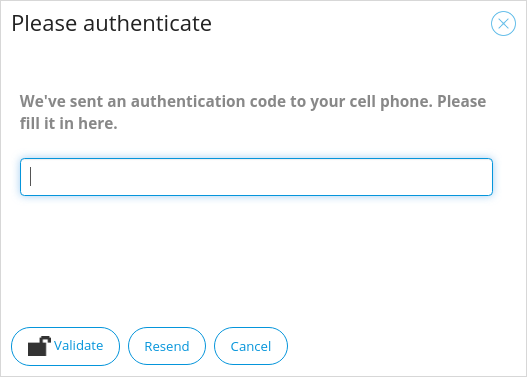 Please authenticate
We've sent an authentication code to your cell phone. Please
fill it in here.
Validate
Resend
Cancel